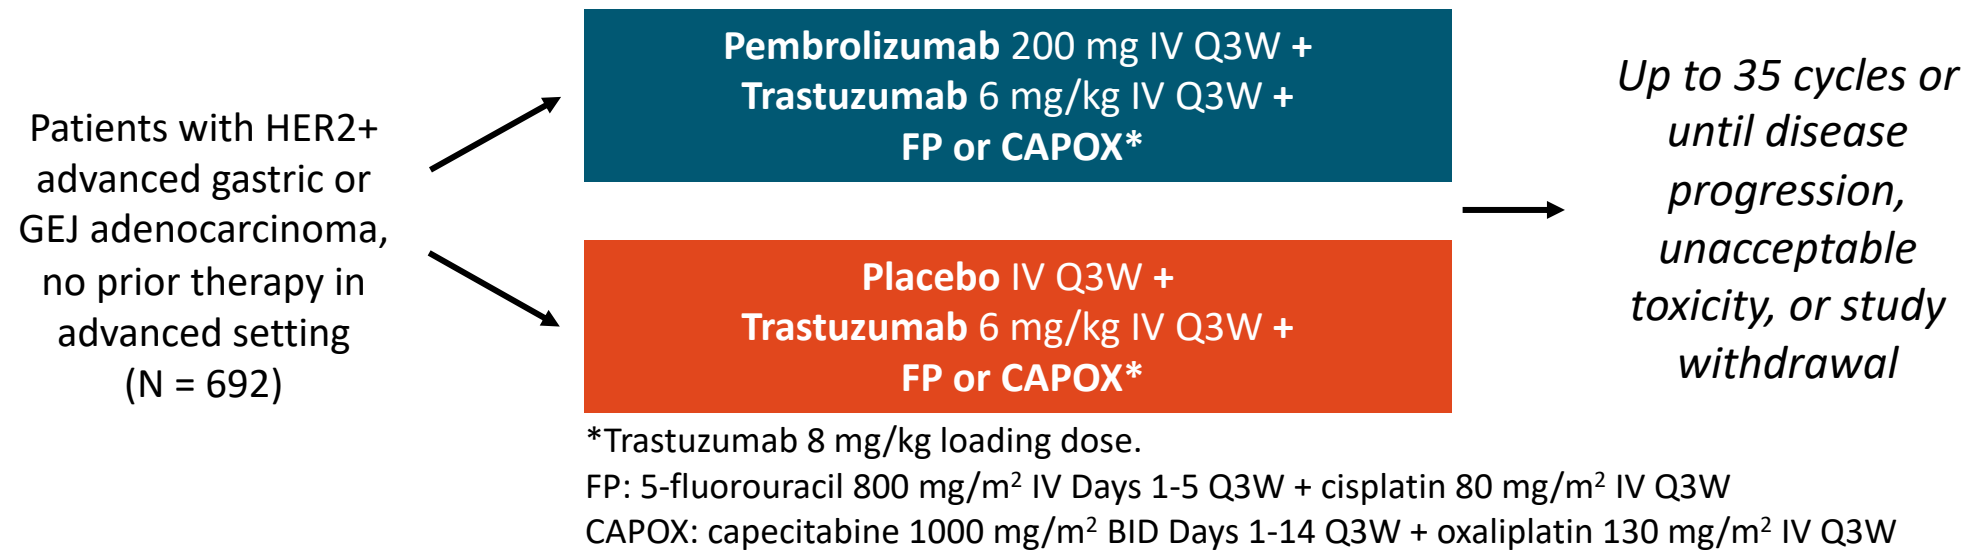 Patients with HER2+
advanced gastric or
GEJ adenocarcinoma,
no prior therapy in
advanced setting
(N = 692)
Pembrolizumab 200 mg IV Q3W +
Trastuzumab 6 mg/kg IV Q3W +
FP or CAPOX*
Placebo IV Q3W +
Trastuzumab 6 mg/kg IV Q3W +
FP or CAPOX*
Up to 35 cycles or
until disease
progression,
unacceptable
toxicity, or study
withdrawal
*Trastuzumab 8 mg/kg loading dose.
FP: 5-fluorouracil 800 mg/m² IV Days 1-5 Q3W + cisplatin 80 mg/m² IV Q3W
CAPOX: capecitabine 1000 mg/m² BID Days 1-14 Q3W + oxaliplatin 130 mg/m² IV Q3W